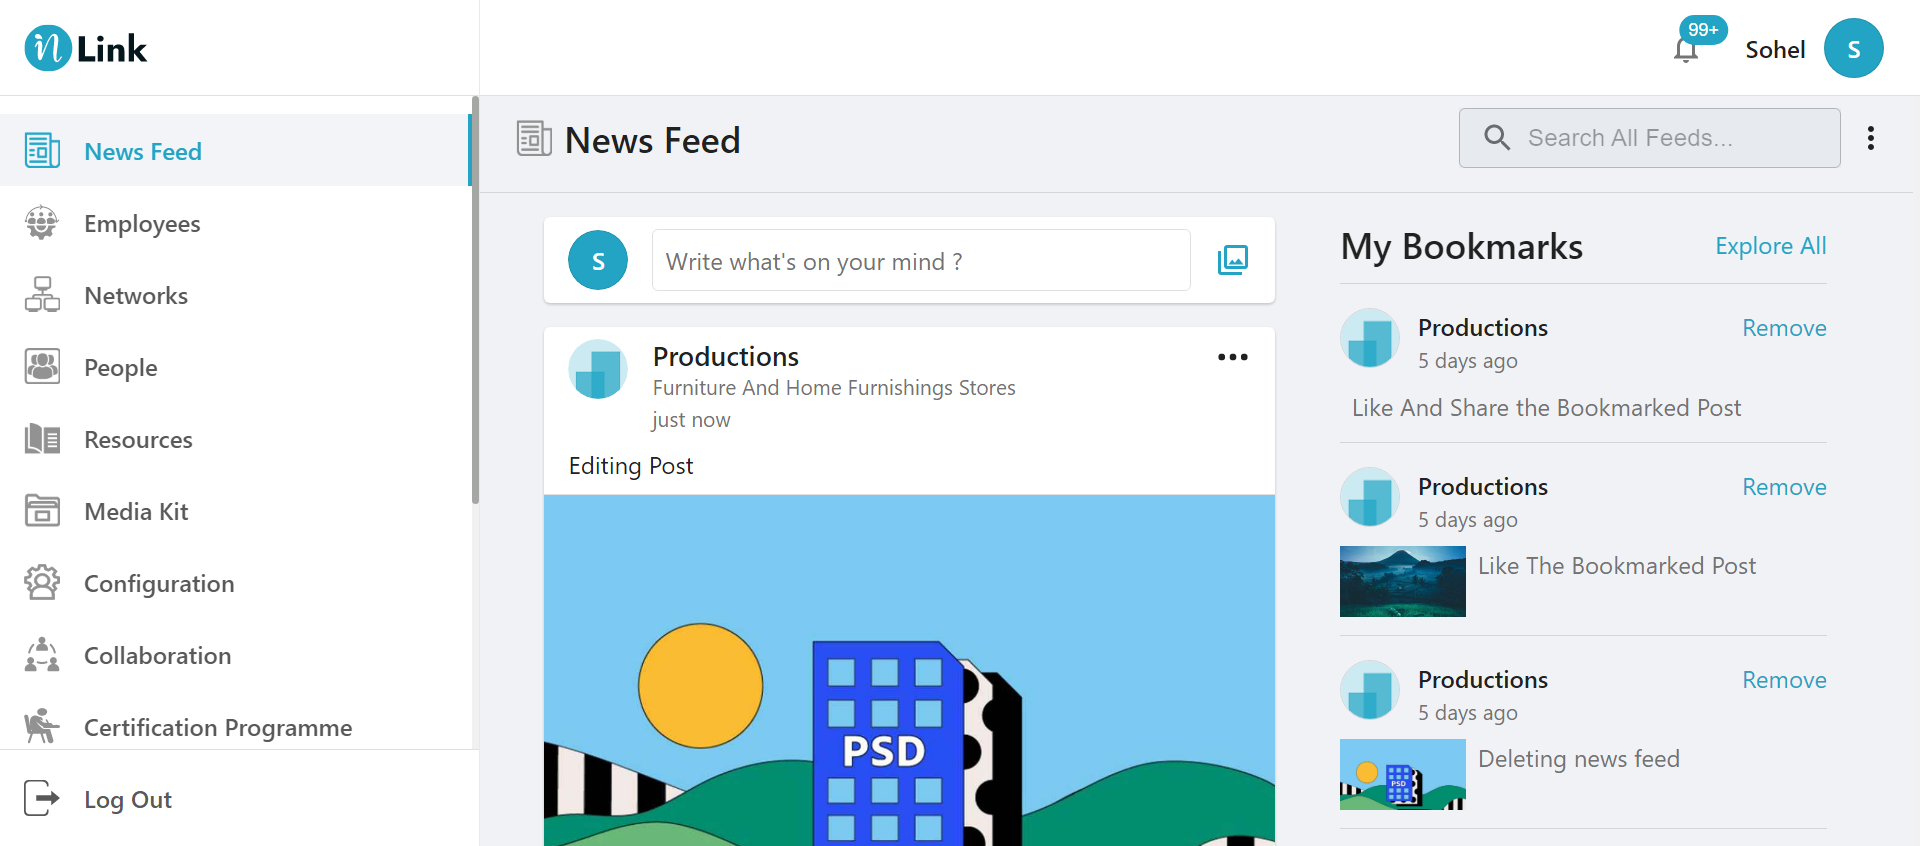 n Link
99+
Sohel
S
News Feed
Employees
Networks
People
Resources
Media Kit
Configuration
Collaboration
Certification Programme
Log Out
News Feed
Search All Feeds...
S
Write what's on your mind ?
Productions
Furniture And Home Furnishings Stores
just now
Editing Post
PSD
My Bookmarks
Explore All
Productions
Remove
5 days ago
Like And Share the Bookmarked Post
Productions
Remove
5 days ago
Like The Bookmarked Post
Productions
Remove
5 days ago
PSD
Deleting news feed